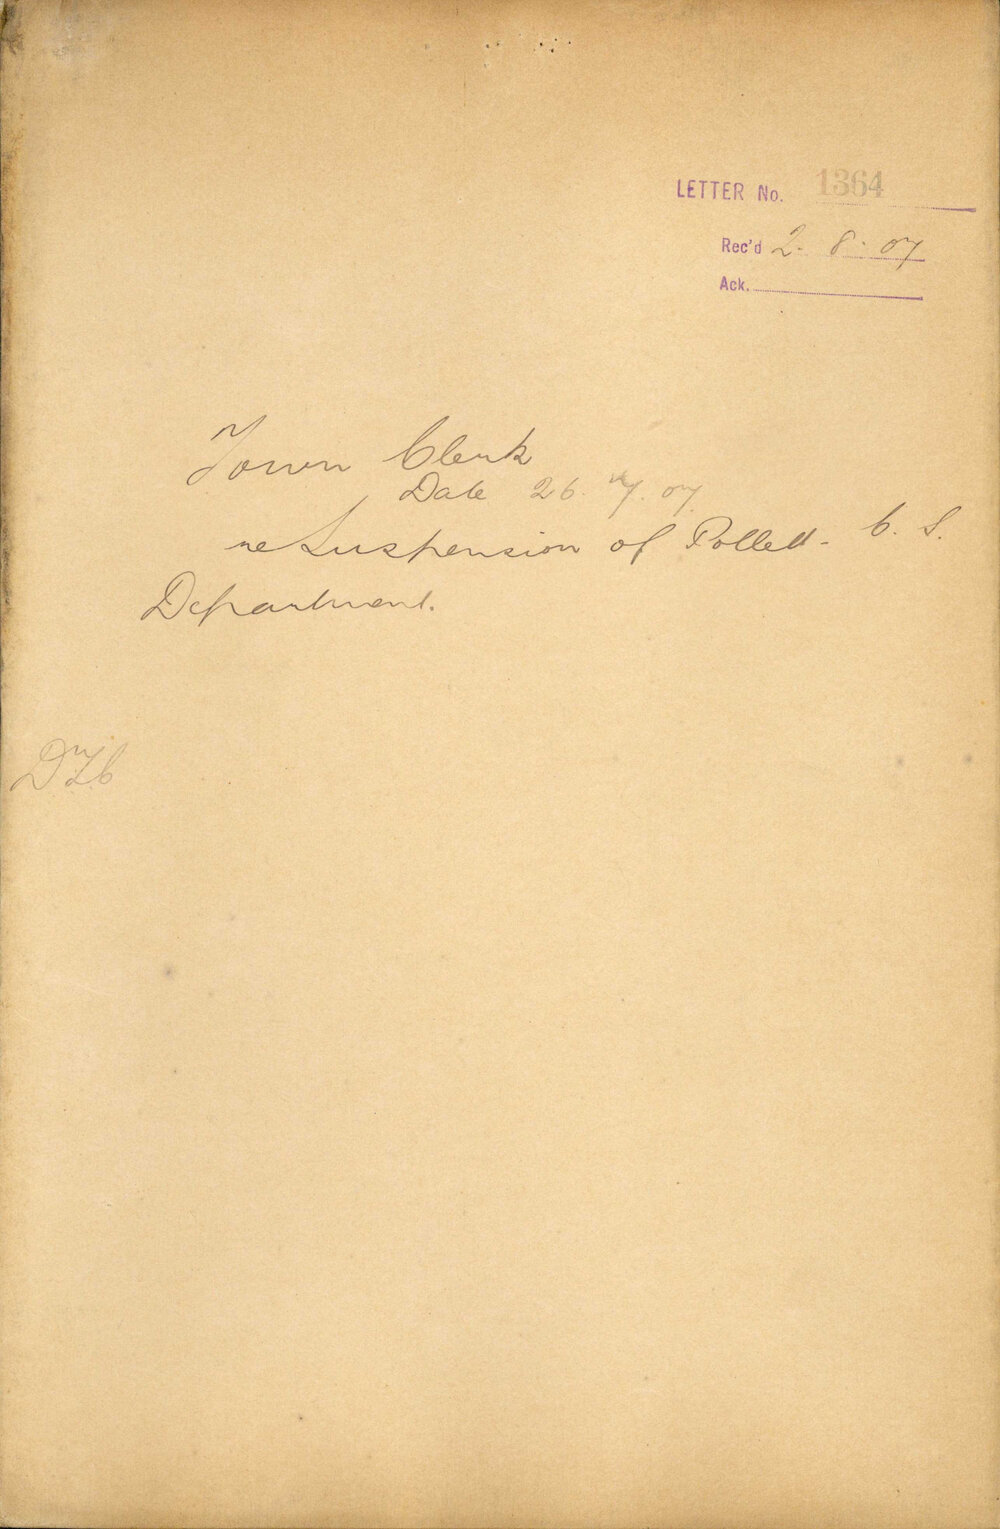 LETTER No. 1364
Rec'd 2. 8. 07
Ack.
Town Clerk
Date 26. 7. 07
re Suspension of Pollett - C. S.
Department.